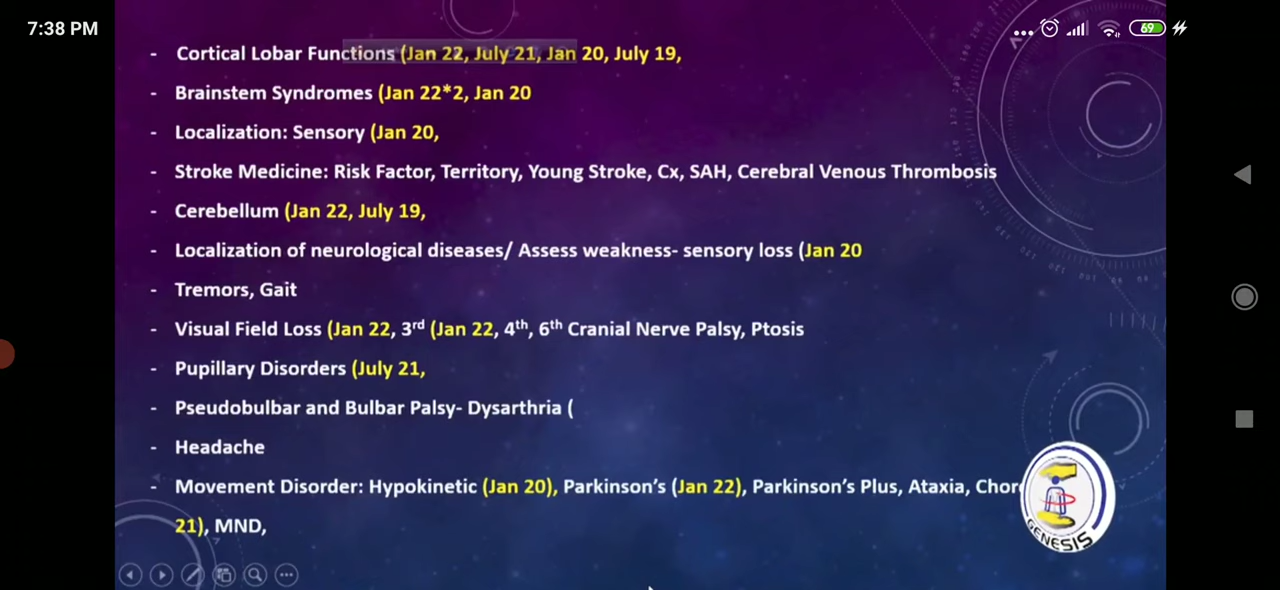 7:38 PM
69
- Cortical Lobar Functions (Jan 22, July 21, Jan 20, July 19,
- Brainstem Syndromes (Jan 22*2, Jan 20
- Localization: Sensory (Jan 20,
- Stroke Medicine: Risk Factor, Territory, Young Stroke, Cx, SAH, Cerebral Venous Thrombosis
- Cerebellum (Jan 22, July 19,
- Localization of neurological diseases/ Assess weakness- sensory loss (Jan 20
- Tremors, Gait
- Visual Field Loss (Jan 22, 3rd (Jan 22, 4th, 6th Cranial Nerve Palsy, Ptosis
- Pupillary Disorders (July 21,
- Pseudobulbar and Bulbar Palsy- Dysarthria (
- Headache
- Movement Disorder: Hypokinetic (Jan 20), Parkinson's (Jan 22), Parkinson's Plus, Ataxia, Chor
21), MND,
GENESIS